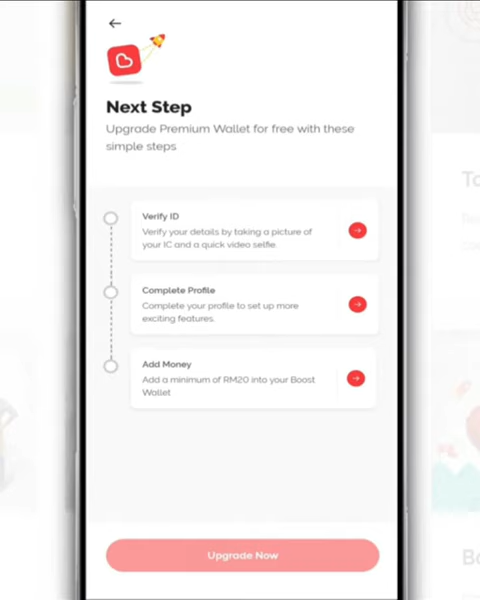 Next Step
Upgrade Premium Wallet for free with these
simple steps
Verify ID
Verify your details by taking a picture of
your IC and a quick video selfie.
Complete Profile
Complete your profile to set up more
exciting features.
Add Money
Add a minimum of RM20 into your Boost
Wallet
Upgrade Now